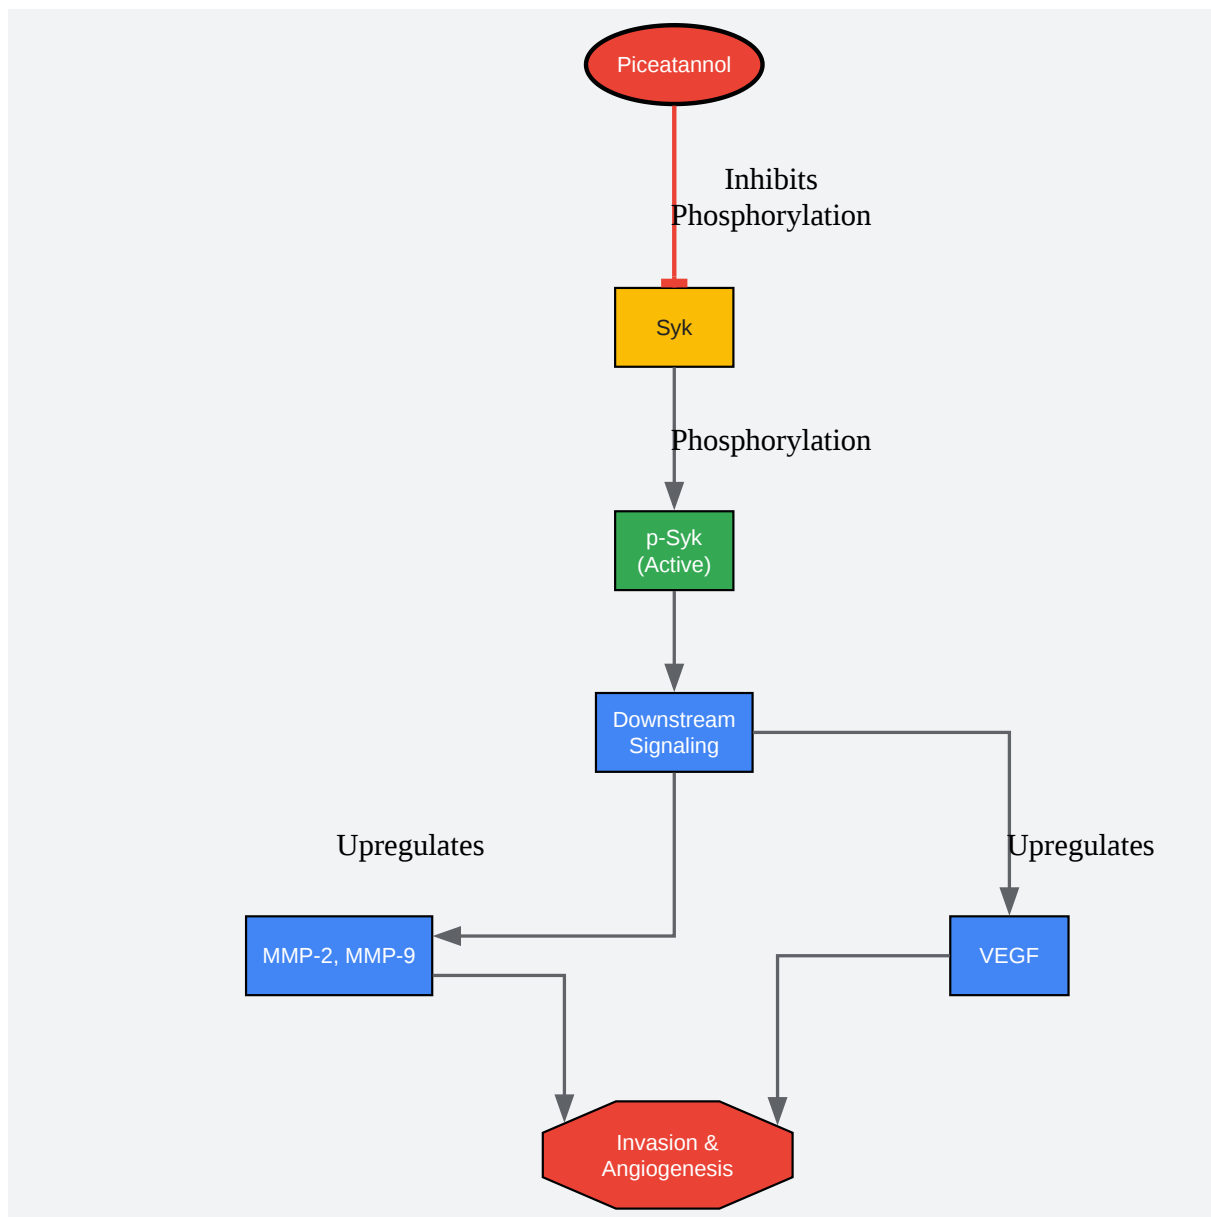 Piceatannol
Inhibits
Phosphorylation
Syk
Phosphorylation
p-Syk
(Active)
Downstream
Signaling
Upregulates
Upregulates
MMP-2, MMP-9
VEGF
Invasion &
Angiogenesis